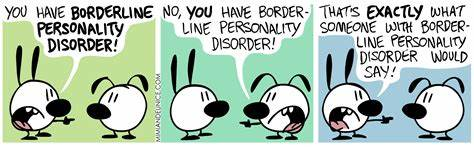 YOU HAVE BORDERLINE
PERSONALITY
DISORDER!
NO, YOU HAVE BORDER-
LINE PERSONALITY
DISORDER!
MIMIANDEUNICE.COM
THAT'S EXACTLY WHAT
SOMEONE WITH BORDER-
LINE PERSONALITY
DISORDER WOULD
SAY!